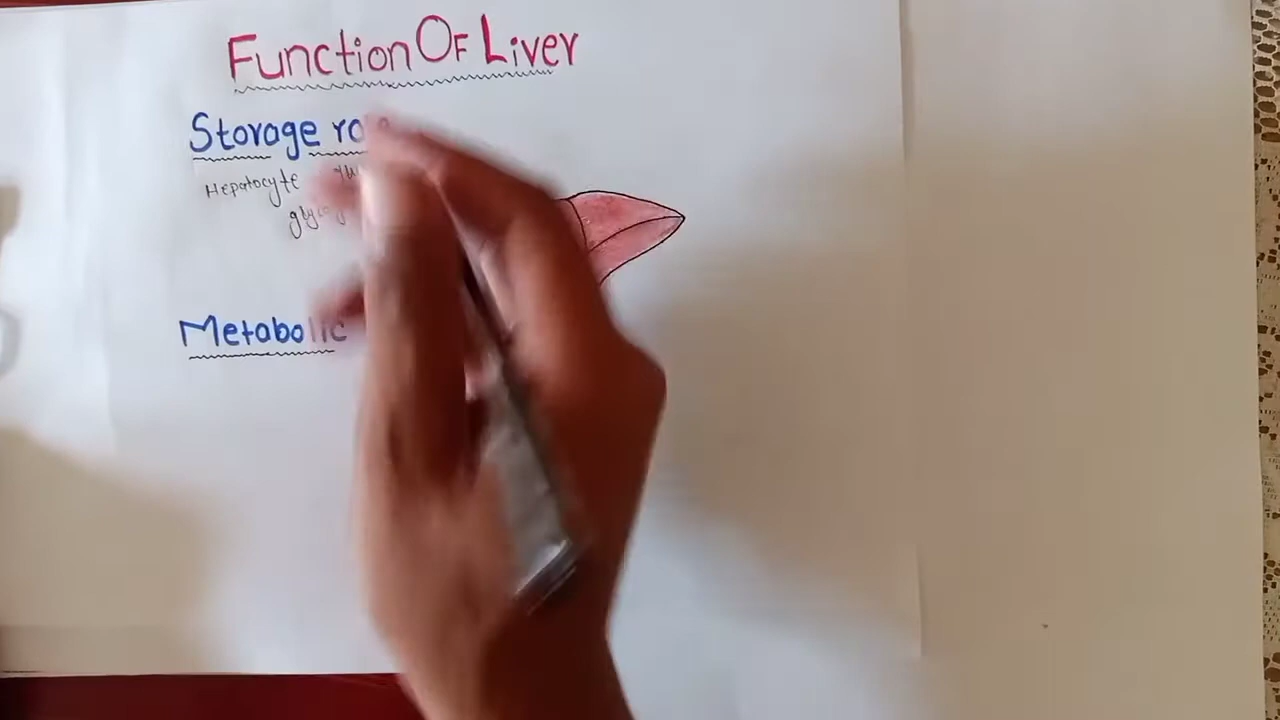 Function Of Liver
Storage ro
Hepatocyte
Metabolic